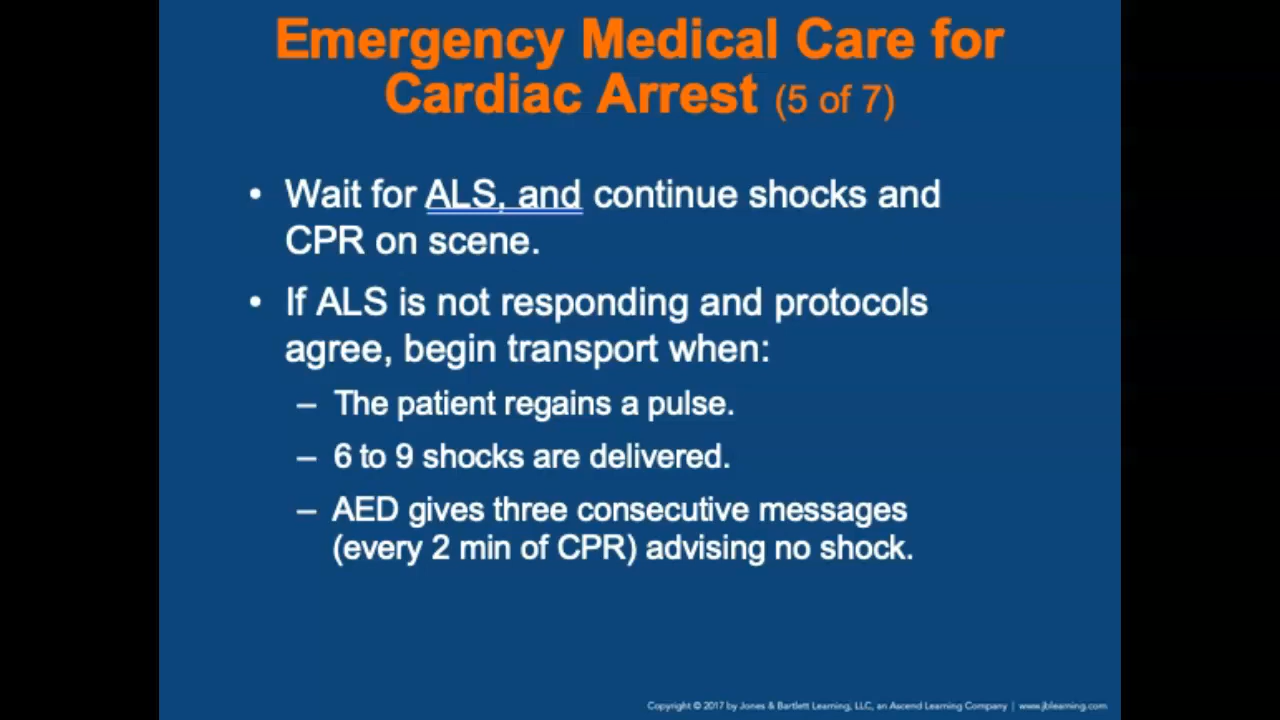 Emergency Medical Care for
Cardiac Arrest (5 of 7)
• Wait for ALS, and continue shocks and
CPR on scene.
• If ALS is not responding and protocols
agree, begin transport when:
– The patient regains a pulse.
– 6 to 9 shocks are delivered.
– AED gives three consecutive messages
(every 2 min of CPR) advising no shock.
Copyright © 2017 by Jones & Bartlett Learning, LLC, an Ascend Learning Company | www.jblearning.com